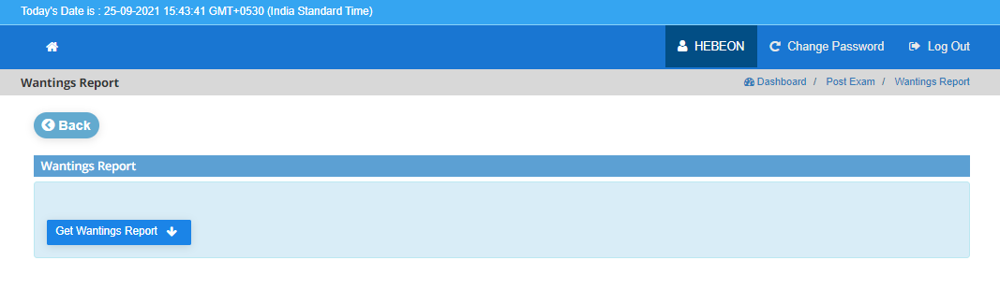 Today's Date is : 25-09-2021 15:43:41 GMT+0530 (India Standard Time)
HEBEON Change Password Log Out
Wantings Report Dashboard / Post Exam / Wantings Report
Back
Wantings Report
Get Wantings Report